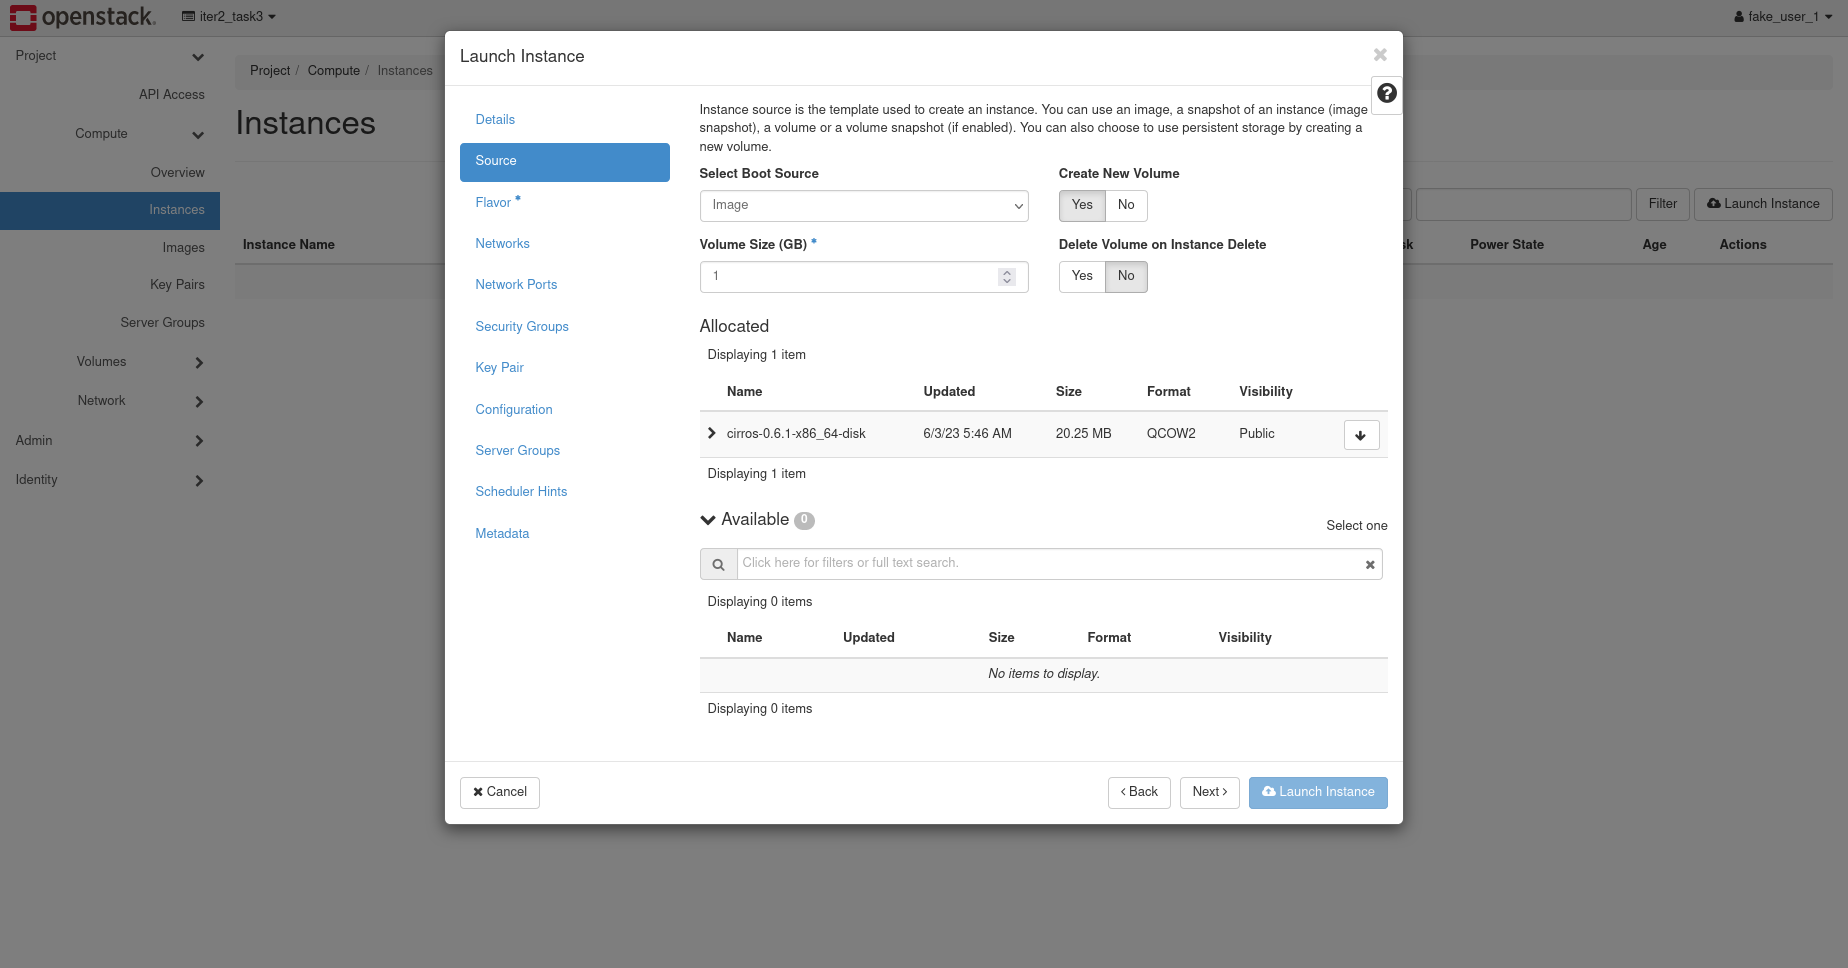 openstack.
iter2_task3
fake_user_1
Project
API Access
Compute
Overview
Instances
Images
Key Pairs
Server Groups
Volumes
Network
Admin
Identity
Project / Compute / Instances
Instances
Filter
Launch Instance
Instance Name
sk
Power State
Age
Actions
Launch Instance
Details
Source
Flavor *
Networks
Network Ports
Security Groups
Key Pair
Configuration
Server Groups
Scheduler Hints
Metadata
Instance source is the template used to create an instance. You can use an image, a snapshot of an instance (image
snapshot), a volume or a volume snapshot (if enabled). You can also choose to use persistent storage by creating a
new volume.
Select Boot Source
Image
Create New Volume
Yes No
Volume Size (GB) *
1
Delete Volume on Instance Delete
Yes No
Allocated
Displaying 1 item
Name Updated Size Format Visibility
cirros-0.6.1-x86_64-disk 6/3/23 5:46 AM 20.25 MB QCOW2 Public
Displaying 1 item
Available 0
Select one
Click here for filters or full text search.
Displaying 0 items
Name Updated Size Format Visibility
No items to display.
Displaying 0 items
Cancel
< Back
Next >
Launch Instance